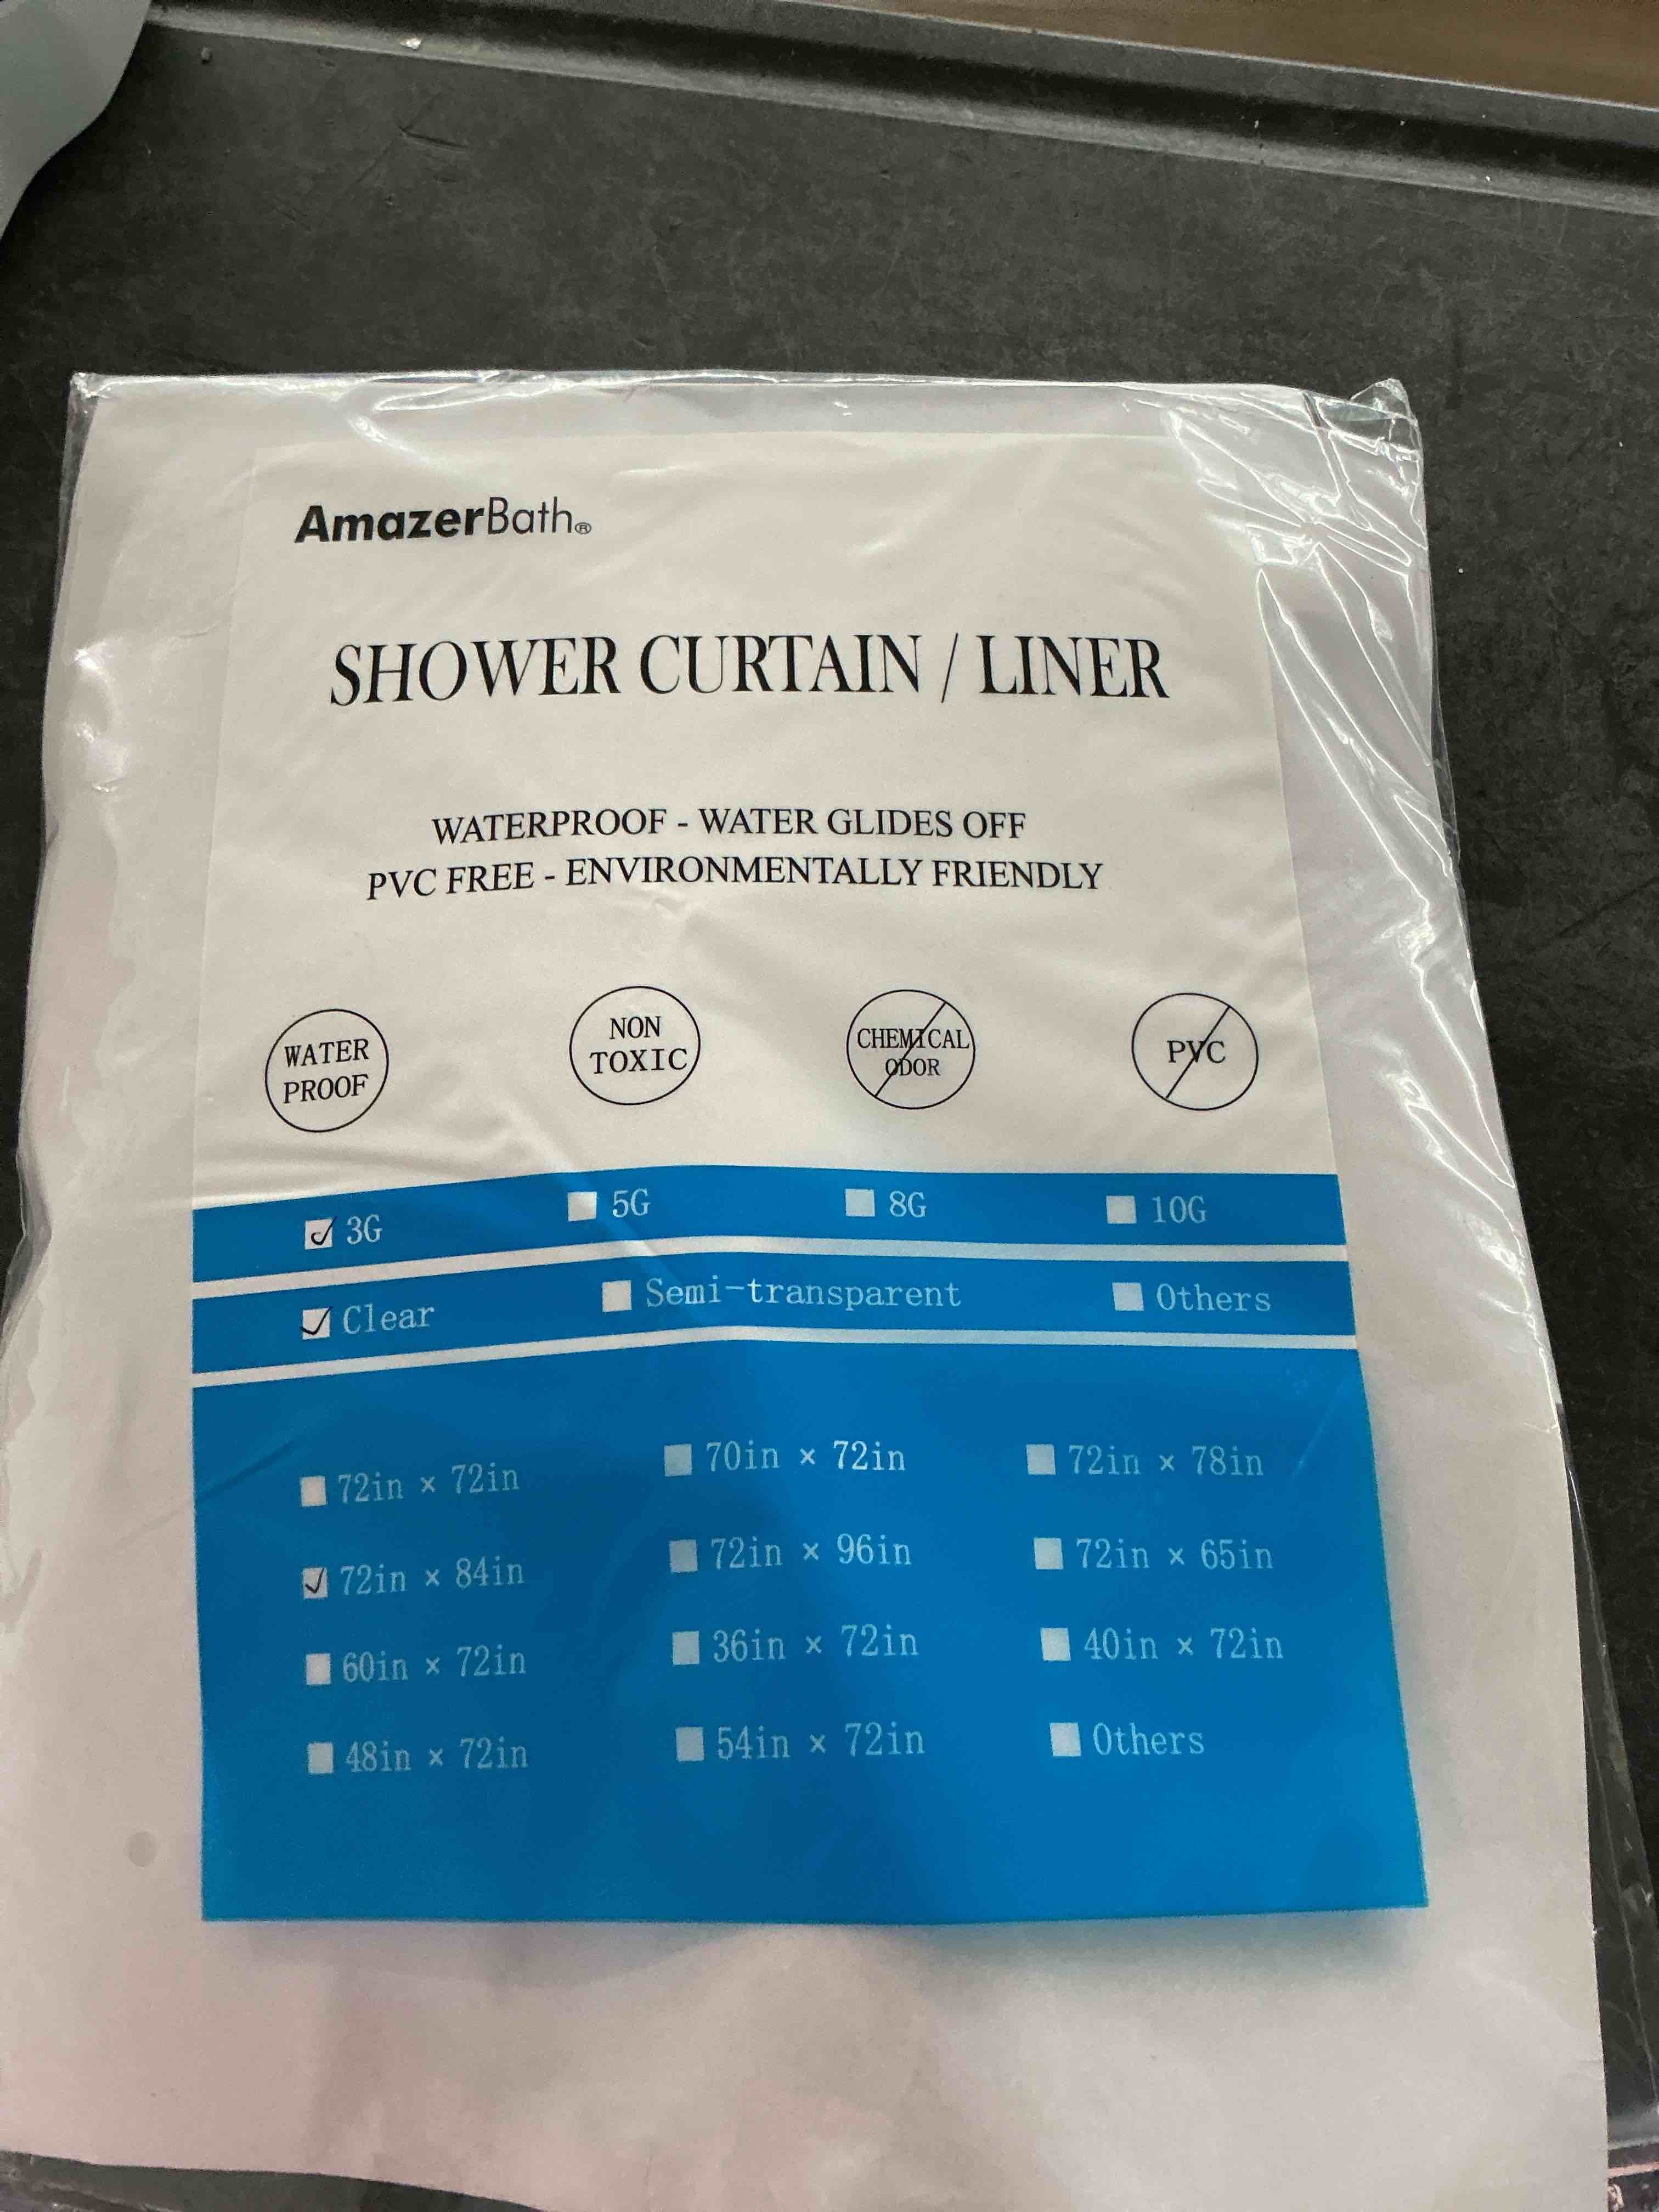 AmazerBath®
SHOWER CURTAIN / LINER
WATERPROOF - WATER GLIDES OFF
PVC FREE - ENVIRONMENTALLY FRIENDLY
WATER
PROOF
NON
TOXIC
CHEMICAL
ODOR
PVC
3G 5G 8G 10G
Clear Semi-transparent Others
72in × 72in 70in × 72in 72in × 78in
72in × 84in 72in × 96in 72in × 65in
60in × 72in 36in × 72in 40in × 72in
48in × 72in 54in × 72in Others